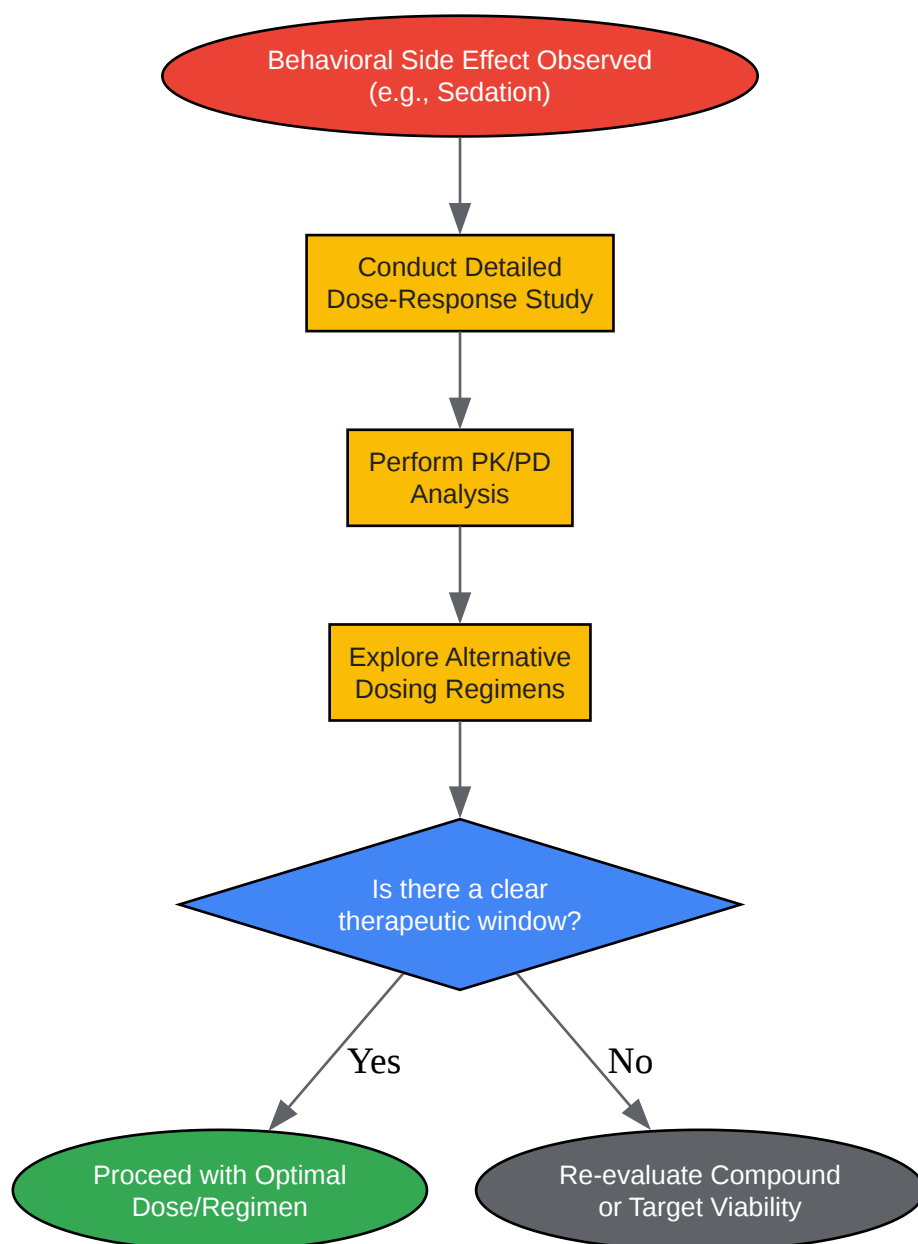 Behavioral Side Effect Observed
(e.g., Sedation)
Conduct Detailed
Dose-Response Study
Perform PK/PD
Analysis
Explore Alternative
Dosing Regimens
Is there a clear
therapeutic window?
Yes
No
Proceed with Optimal
Dose/Regimen
Re-evaluate Compound
or Target Viability